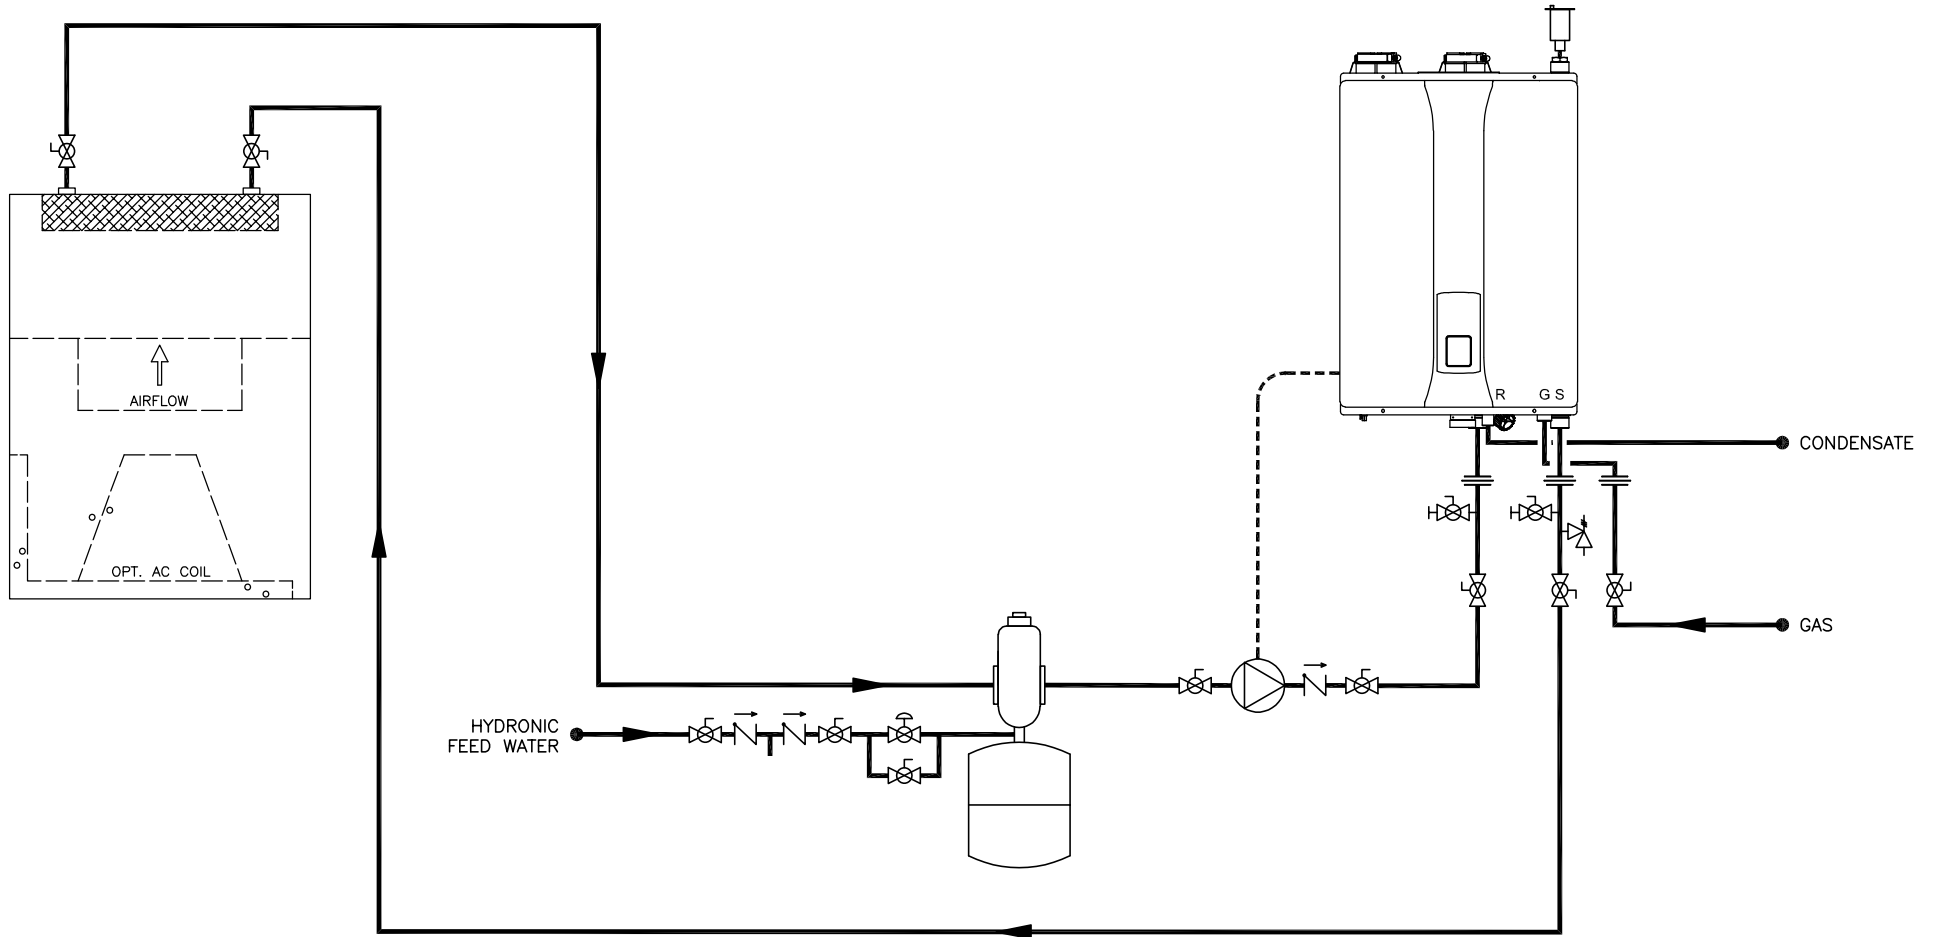 AIRFLOW
OPT. AC COIL
R
G S
CONDENSATE
GAS
HYDRONIC
FEED WATER